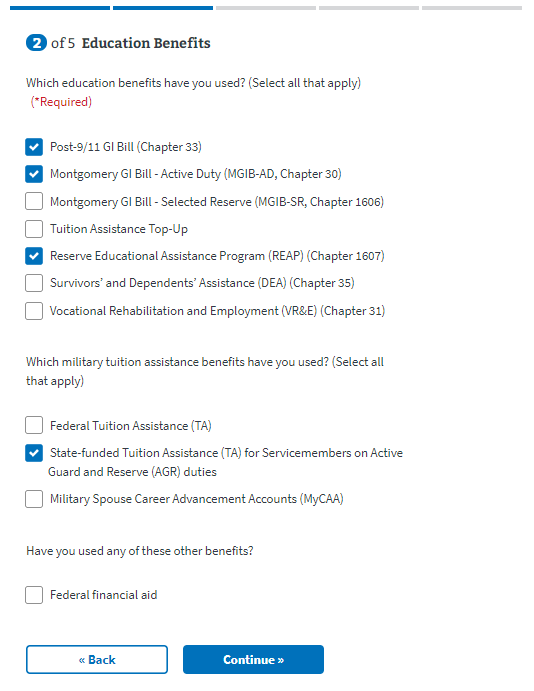 2 of 5 Education Benefits
Which education benefits have you used? (Select all that apply)
(*Required)
Post-9/11 GI Bill (Chapter 33)
Montgomery GI Bill - Active Duty (MGIB-AD, Chapter 30)
Montgomery GI Bill - Selected Reserve (MGIB-SR, Chapter 1606)
Tuition Assistance Top-Up
Reserve Educational Assistance Program (REAP) (Chapter 1607)
Survivors’ and Dependents’ Assistance (DEA) (Chapter 35)
Vocational Rehabilitation and Employment (VR&E) (Chapter 31)
Which military tuition assistance benefits have you used? (Select all
that apply)
Federal Tuition Assistance (TA)
State-funded Tuition Assistance (TA) for Servicemembers on Active
Guard and Reserve (AGR) duties
Military Spouse Career Advancement Accounts (MyCAA)
Have you used any of these other benefits?
Federal financial aid
« Back
Continue »